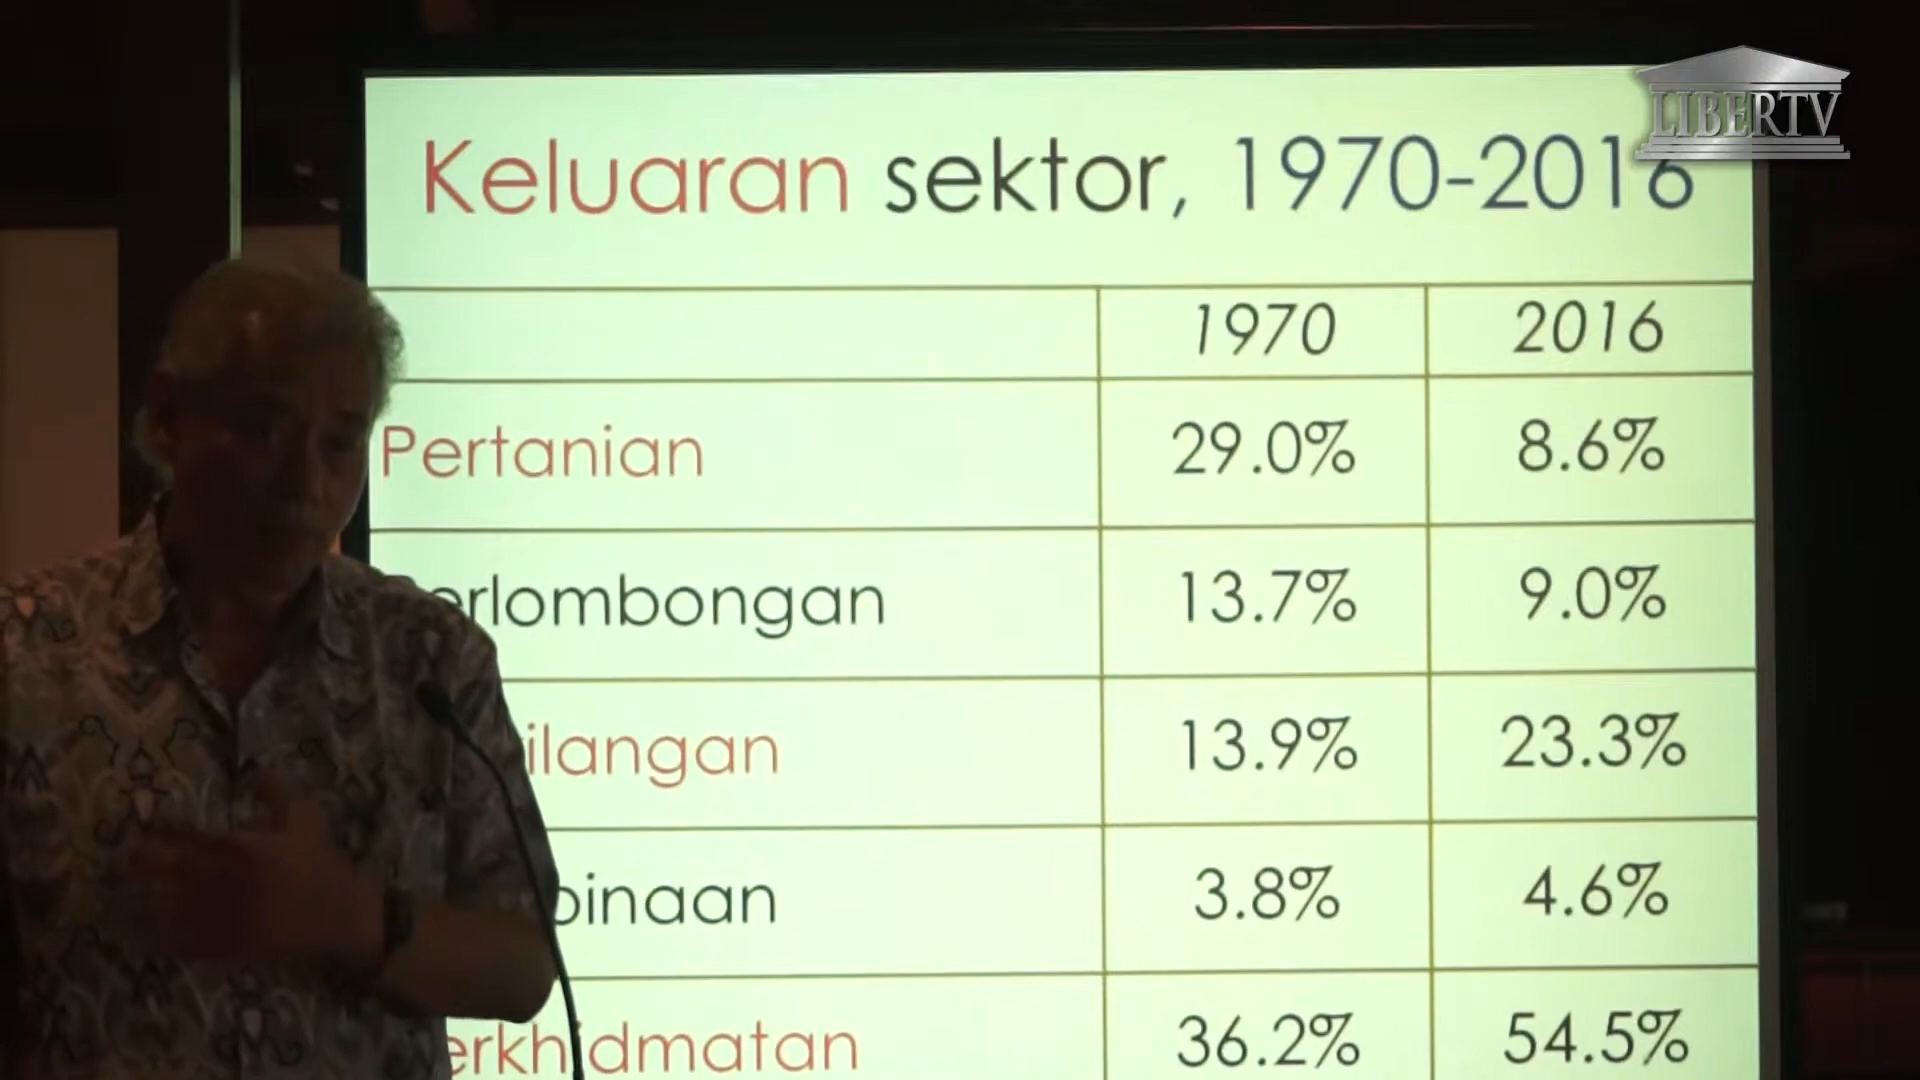 LIBERTV
Keluaran sektor, 1970-2016
1970 2016
Pertanian 29.0% 8.6%
erlombongan 13.7% 9.0%
ilangan 13.9% 23.3%
binaan 3.8% 4.6%
erkhidmatan 36.2% 54.5%